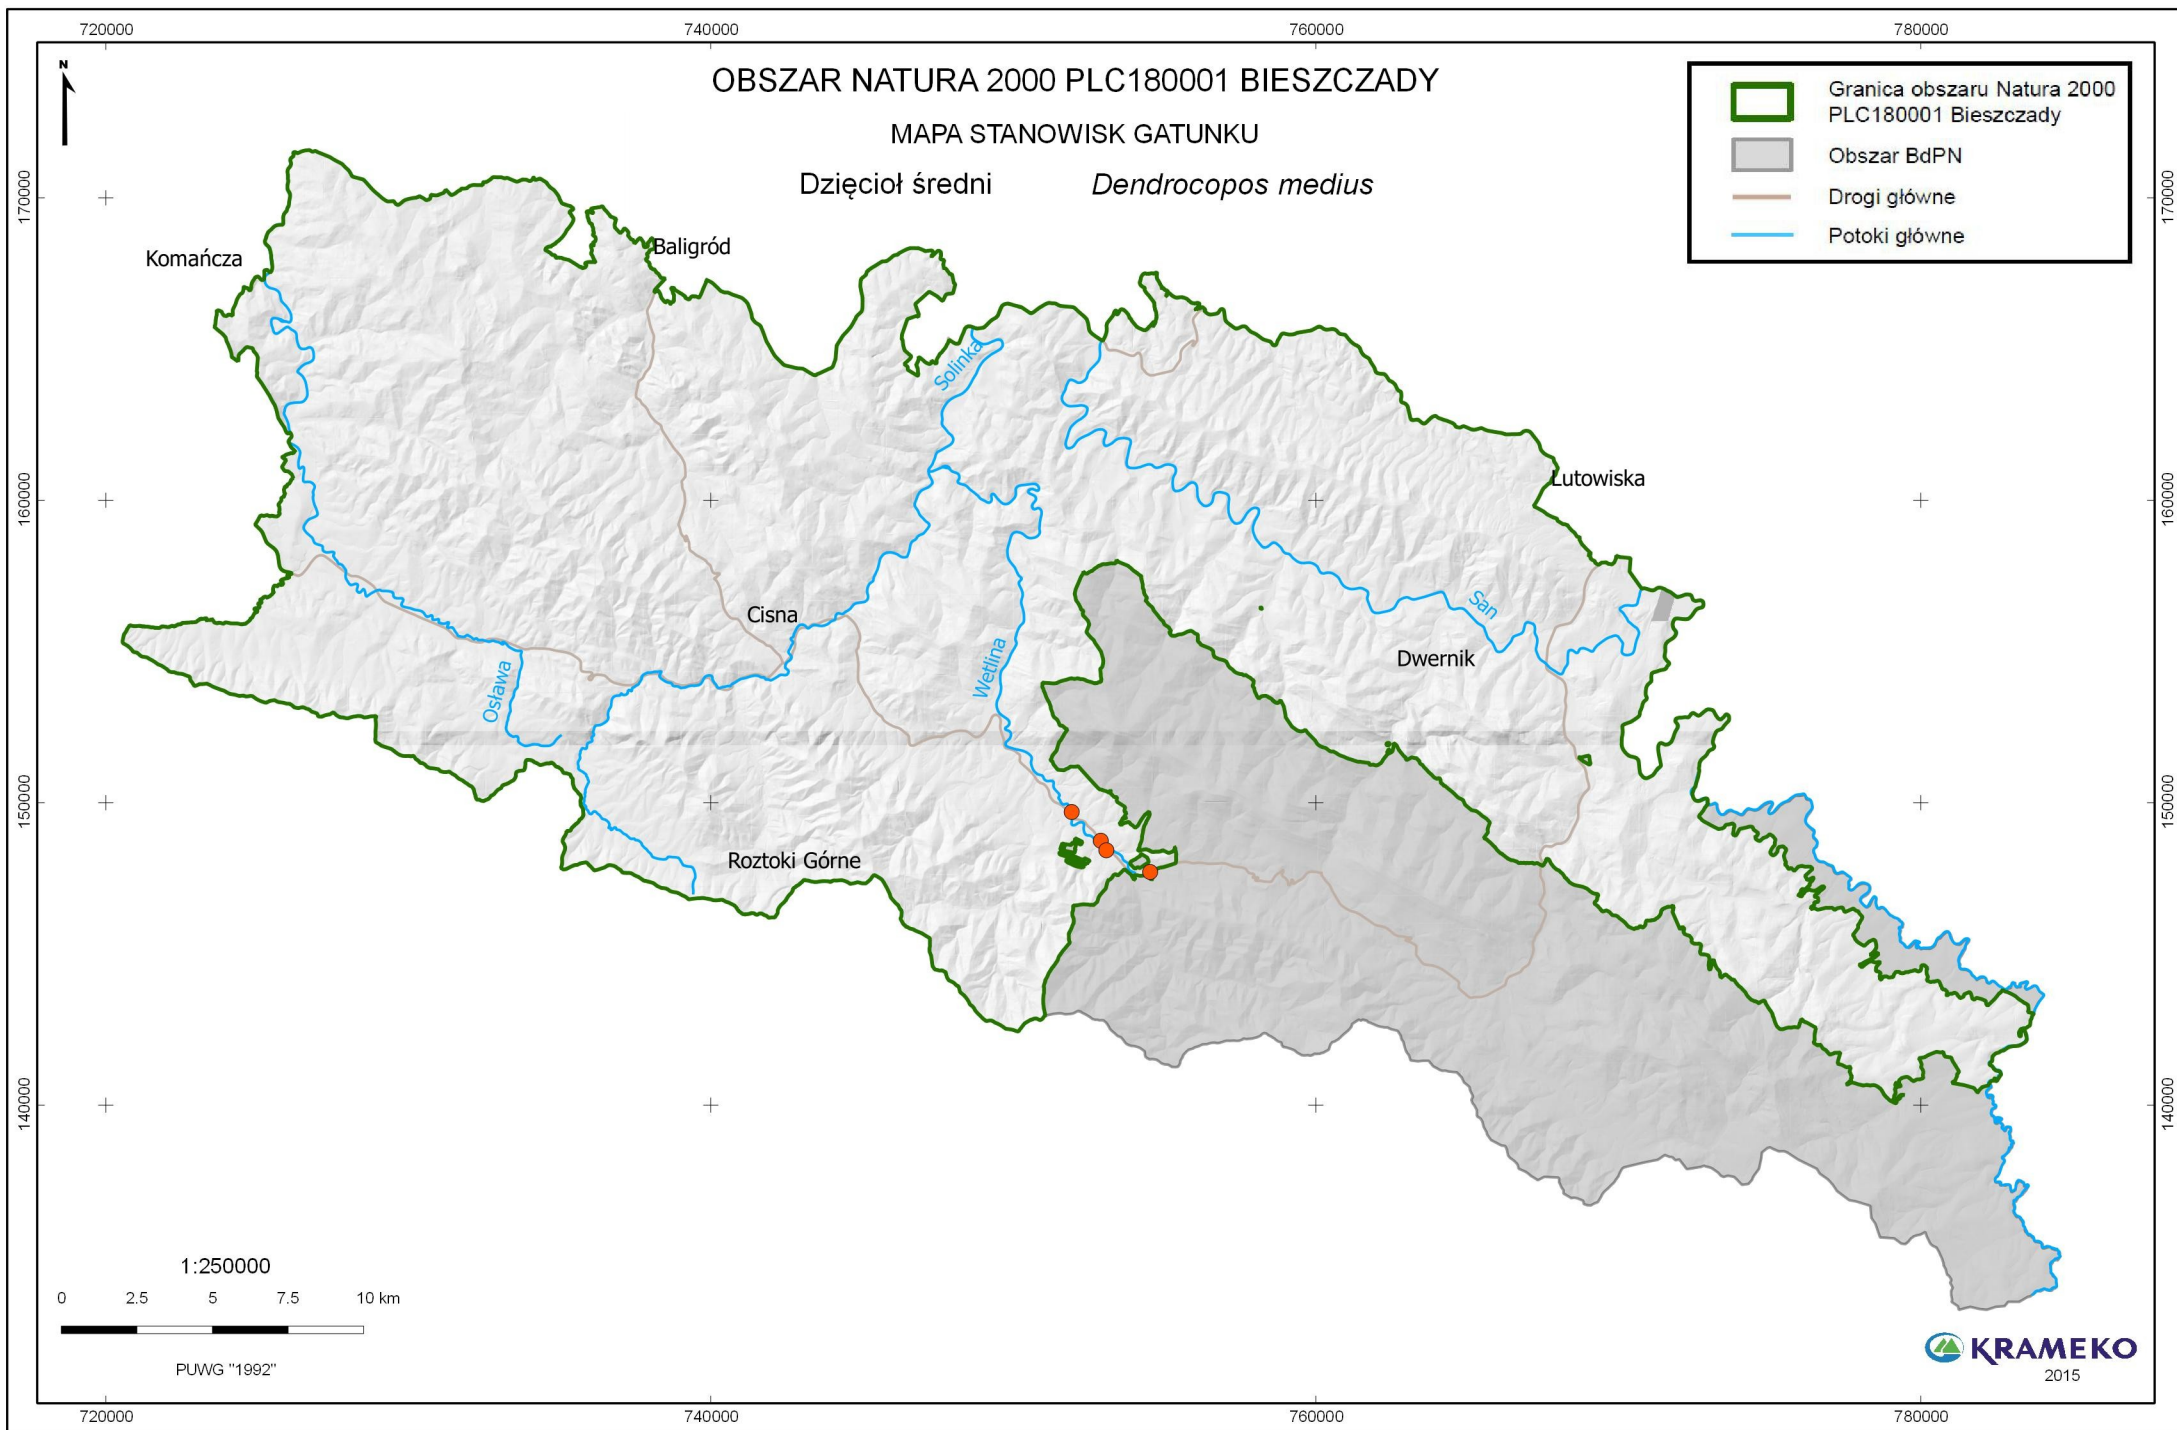 720000 740000 760000 780000
N
OBSZAR NATURA 2000 PLC180001 BIESZCZADY
MAPA STANOWISK GATUNKU
Dzięcioł średni Dendrocopos medius
Granica obszaru Natura 2000
PLC180001 Bieszczady
Obszar BdPN
Drogi główne
Potoki główne
170000 170000
Komańcza
Baligród
Solinka
Lutowiska
160000 160000
Cisna
San
Dwernik
Wetlina
Osława
150000 150000
Roztoki Górne
140000 140000
1:250000
0 2.5 5 7.5 10 km
PUWG "1992"
KRAMEKO
2015
720000 740000 760000 780000